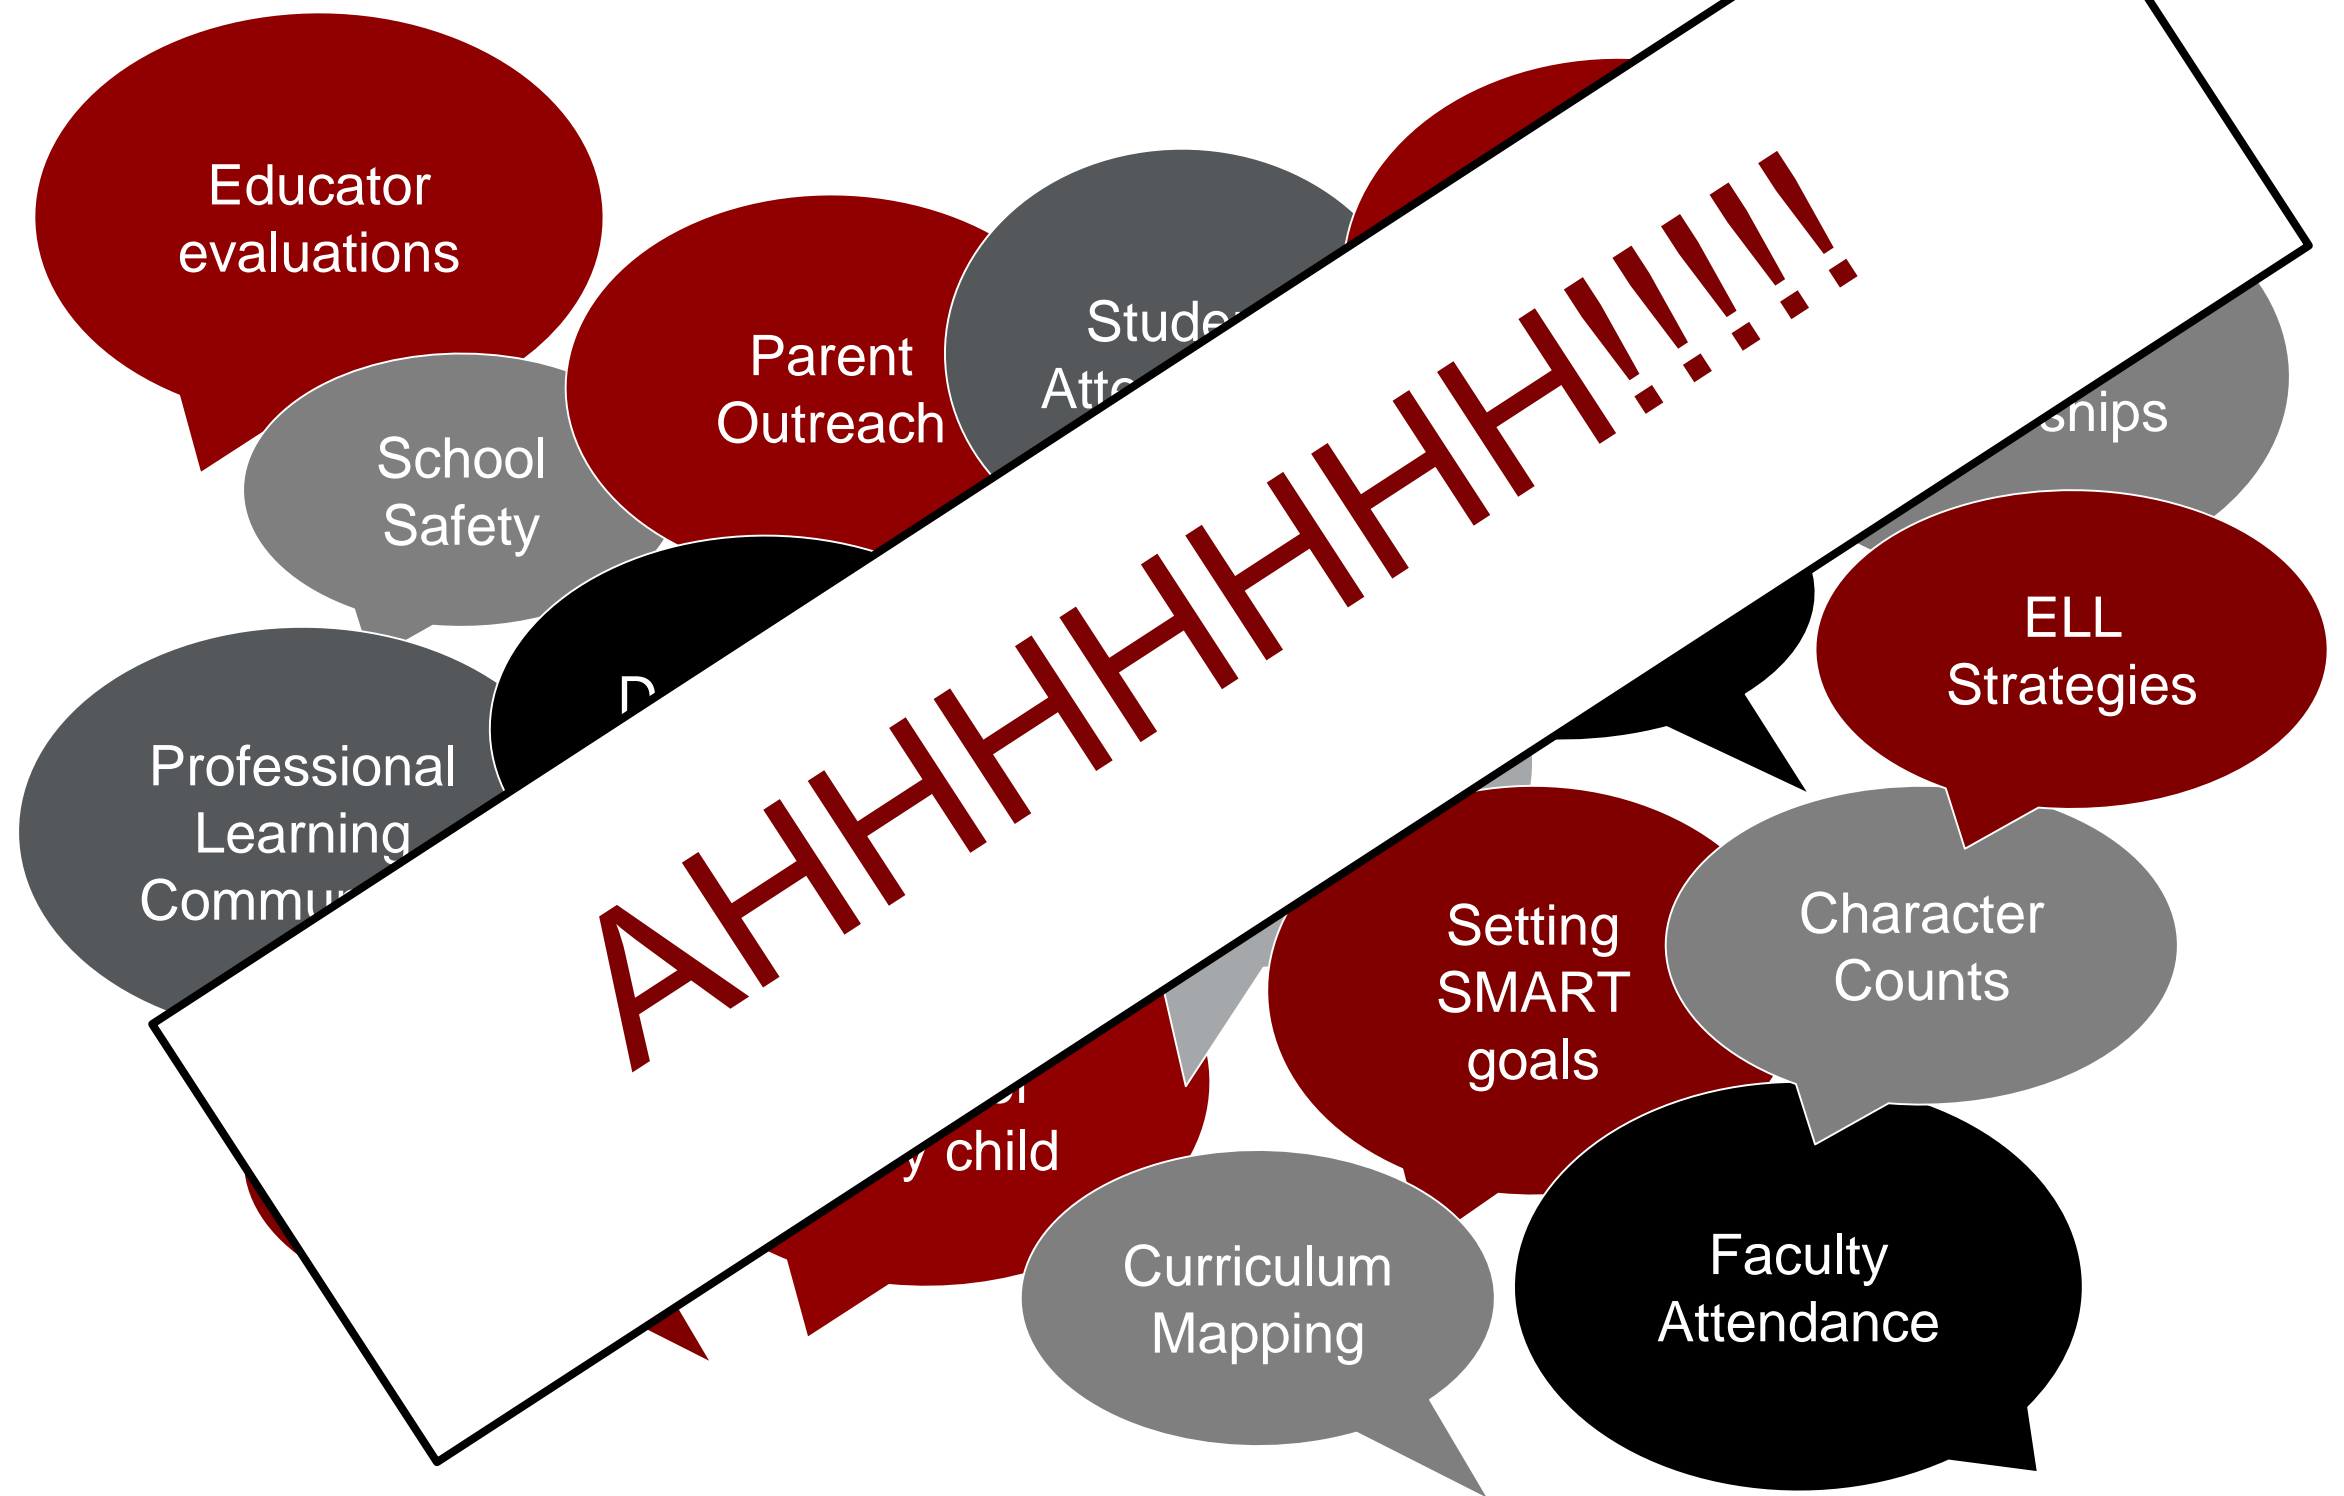 Educator
evaluations
School
Safety
Parent
Outreach
Professional
Learning
AHHHHHHH!!!!!
ELL
Strategies
Setting
SMART
goals
Character
Counts
child
Curriculum
Mapping
Faculty
Attendance